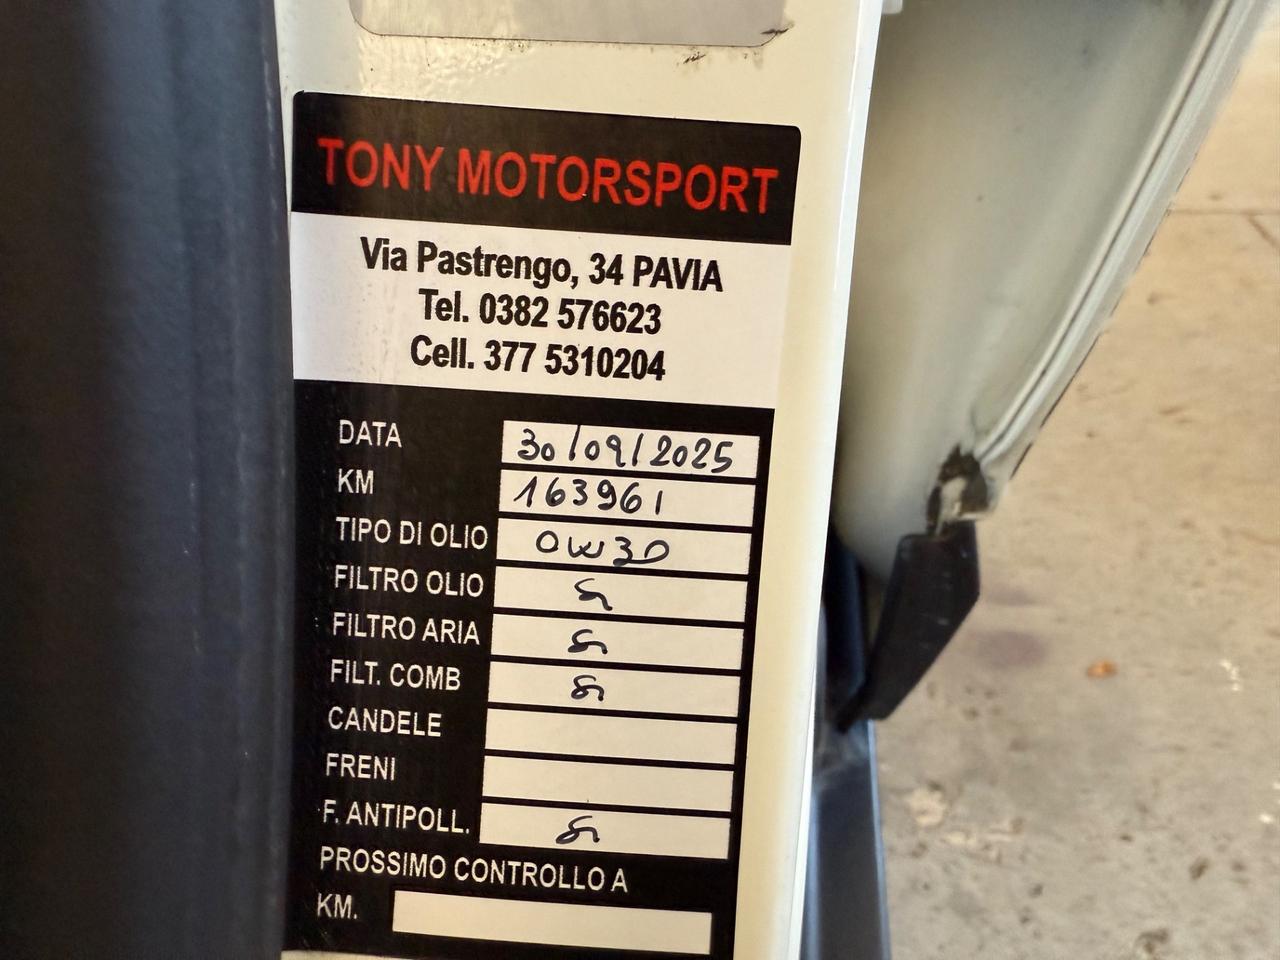 TONY MOTORSPORT
Via Pastrengo, 34 PAVIA
Tel. 0382 576623
Cell. 377 5310204
DATA 30/09/2025
KM 163961
TIPO DI OLIO 0W30
FILTRO OLIO Si
FILTRO ARIA Si
FILT. COMB Si
CANDELE
FRENI
F. ANTIPOLL. Si
PROSSIMO CONTROLLO A
KM.